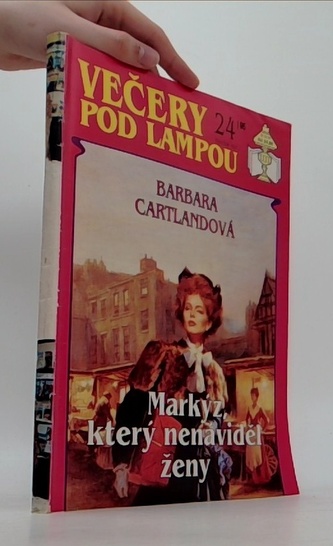 VEČERY
POD LAMPOU
24
BARBARA
CARTLANDOVÁ
Markýz,
který nenáviděl
ženy